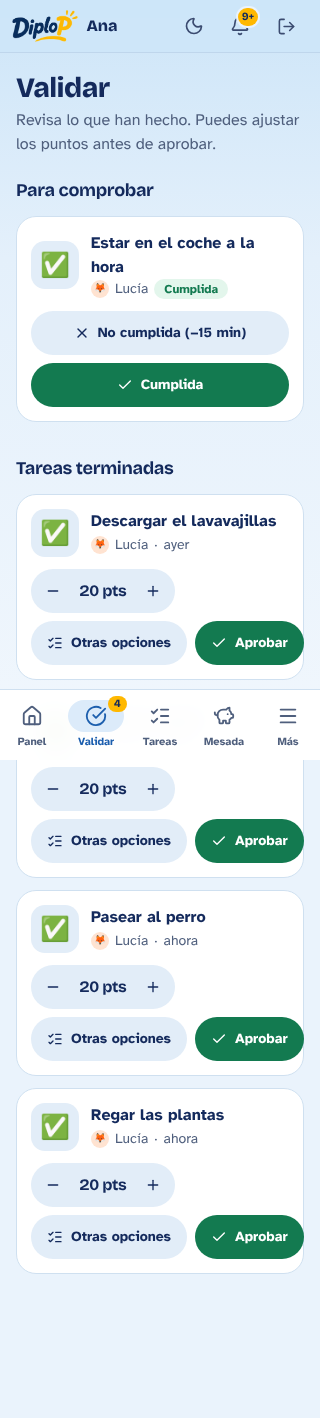 DiploP Ana 9+
Validar
Revisa lo que han hecho. Puedes ajustar
los puntos antes de aprobar.
Para comprobar
Estar en el coche a la
hora
Lucía Cumplida
No cumplida (−15 min)
Cumplida
Tareas terminadas
Descargar el lavavajillas
Lucía · ayer
− 20 pts +
Otras opciones Aprobar
4
Panel Validar Tareas Mesada Más
− 20 pts +
Otras opciones Aprobar
Pasear al perro
Lucía · ahora
− 20 pts +
Otras opciones Aprobar
Regar las plantas
Lucía · ahora
− 20 pts +
Otras opciones Aprobar